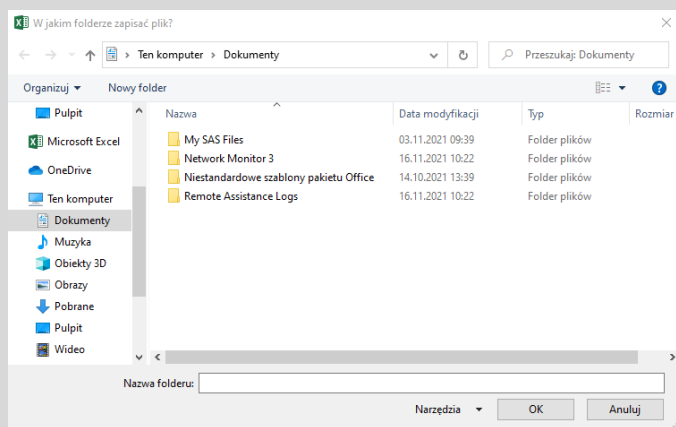 W jakim folderze zapisać plik?
Ten komputer > Dokumenty
Przeszukaj: Dokumenty
Organizuj
Nowy folder
Pulpit
Microsoft Excel
OneDrive
Ten komputer
Dokumenty
Muzyka
Obiekty 3D
Obrazy
Pobrane
Pulpit
Wideo
Nazwa Data modyfikacji Typ Rozmiar
My SAS Files 03.11.2021 09:39 Folder plików
Network Monitor 3 16.11.2021 10:22 Folder plików
Niestandardowe szablony pakietu Office 14.10.2021 13:39 Folder plików
Remote Assistance Logs 16.11.2021 10:22 Folder plików
Nazwa folderu:
Narzędzia OK Anuluj